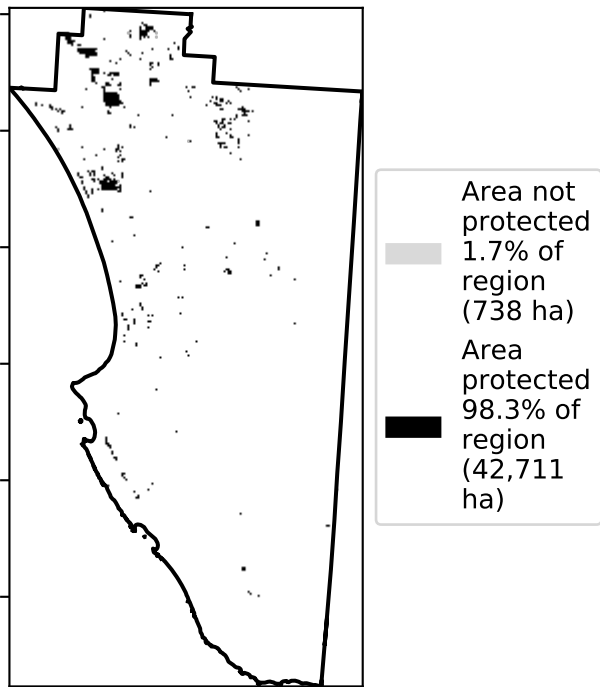 Area not
protected
1.7% of
region
(738 ha)
Area
protected
98.3% of
region
(42,711
ha)